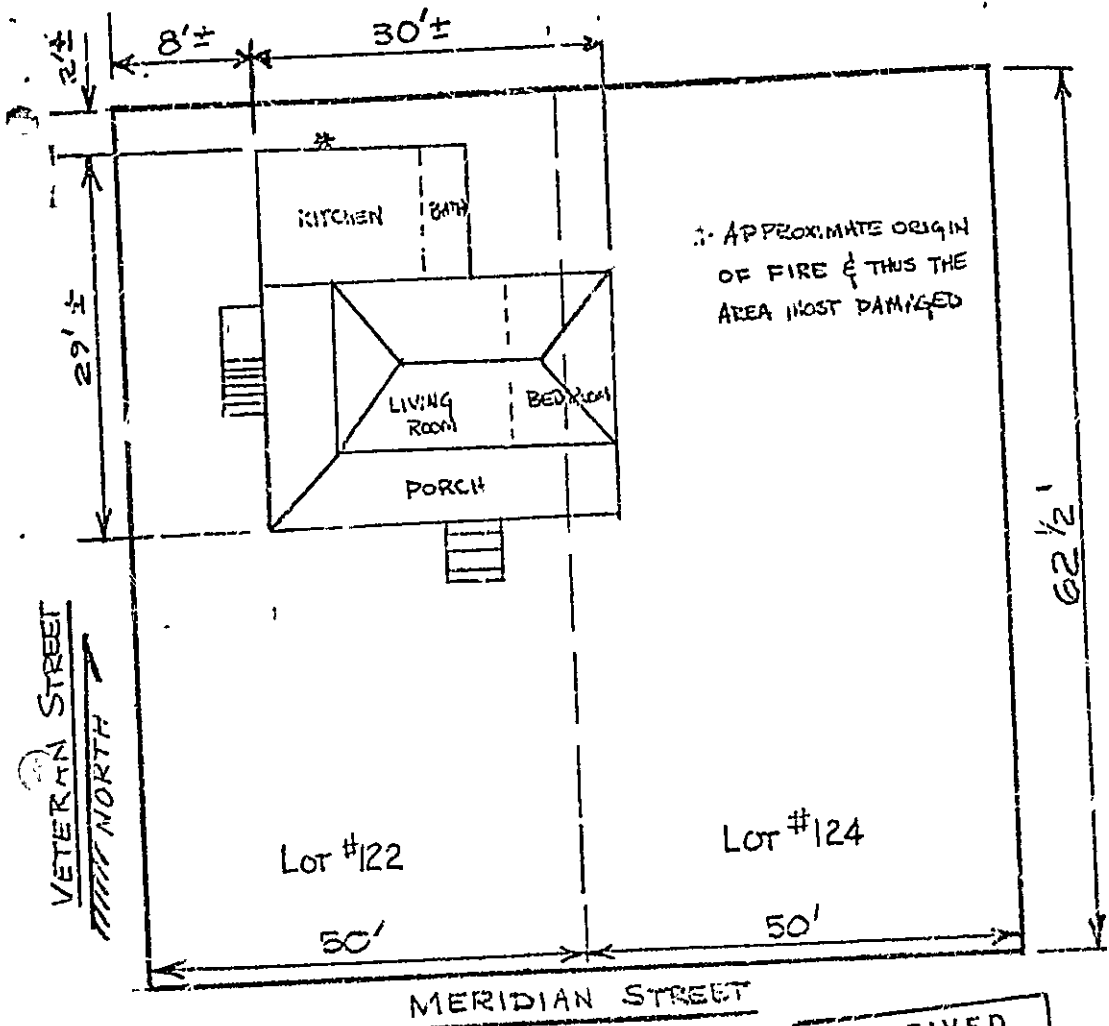 8'±
30'±
2'±
*
KITCHEN
BATH
* APPROXIMATE ORIGIN
OF FIRE & THUS THE
AREA MOST DAMAGED
29' ±
LIVING
ROOM
BEDROOM
PORCH
62 ½'
VETERAN STREET
NORTH
LOT #122
LOT #124
50'
50'
MERIDIAN STREET